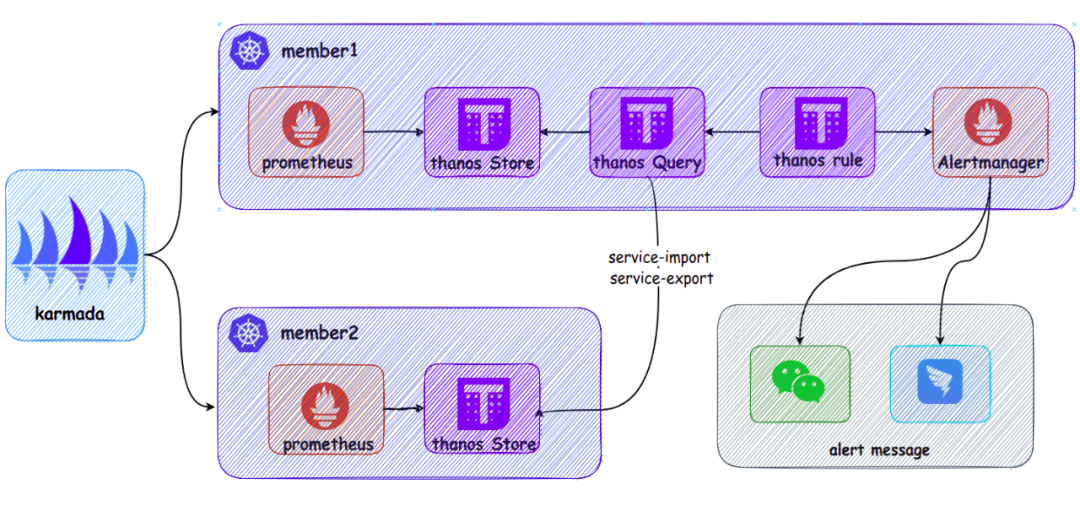 member1
prometheus
thanos Store
thanos Query
thanos rule
Alertmanager
service-import
service-export
karmada
member2
prometheus
thanos Store
alert message